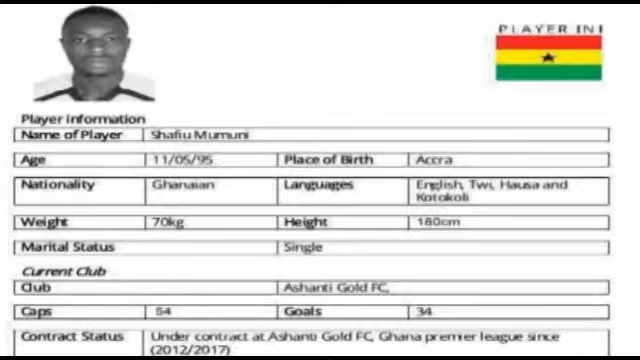 PLAYER INI
Player information
Name of Player Shafiu Mumuni
Age 11/05/95 Place of Birth Accra
Nationality Ghanaian Languages English, Twi, Hausa and
Kotokoli
Weight 70kg Height 180cm
Marital Status Single
Current Club
Club Ashanti Gold FC,
Caps 54 Goals 34
Contract Status Under contract at Ashanti Gold FC, Ghana premier league since
(2012/2017)